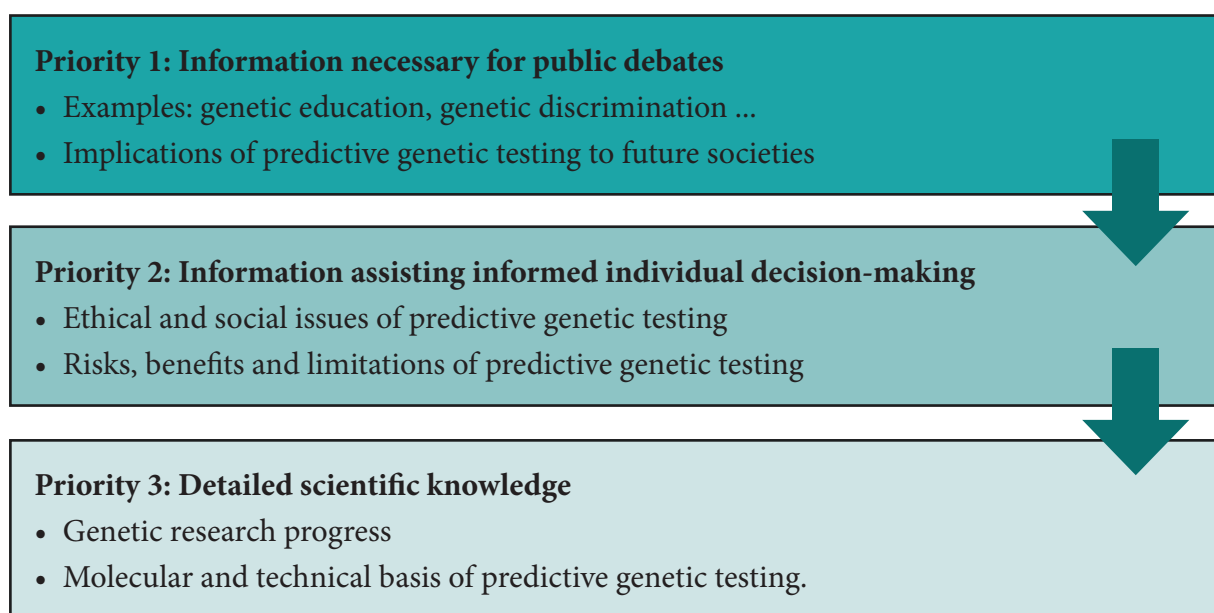 Priority 1: Information necessary for public debates
• Examples: genetic education, genetic discrimination ...
• Implications of predictive genetic testing to future societies
Priority 2: Information assisting informed individual decision-making
• Ethical and social issues of predictive genetic testing
• Risks, benefits and limitations of predictive genetic testing
Priority 3: Detailed scientific knowledge
• Genetic research progress
• Molecular and technical basis of predictive genetic testing.